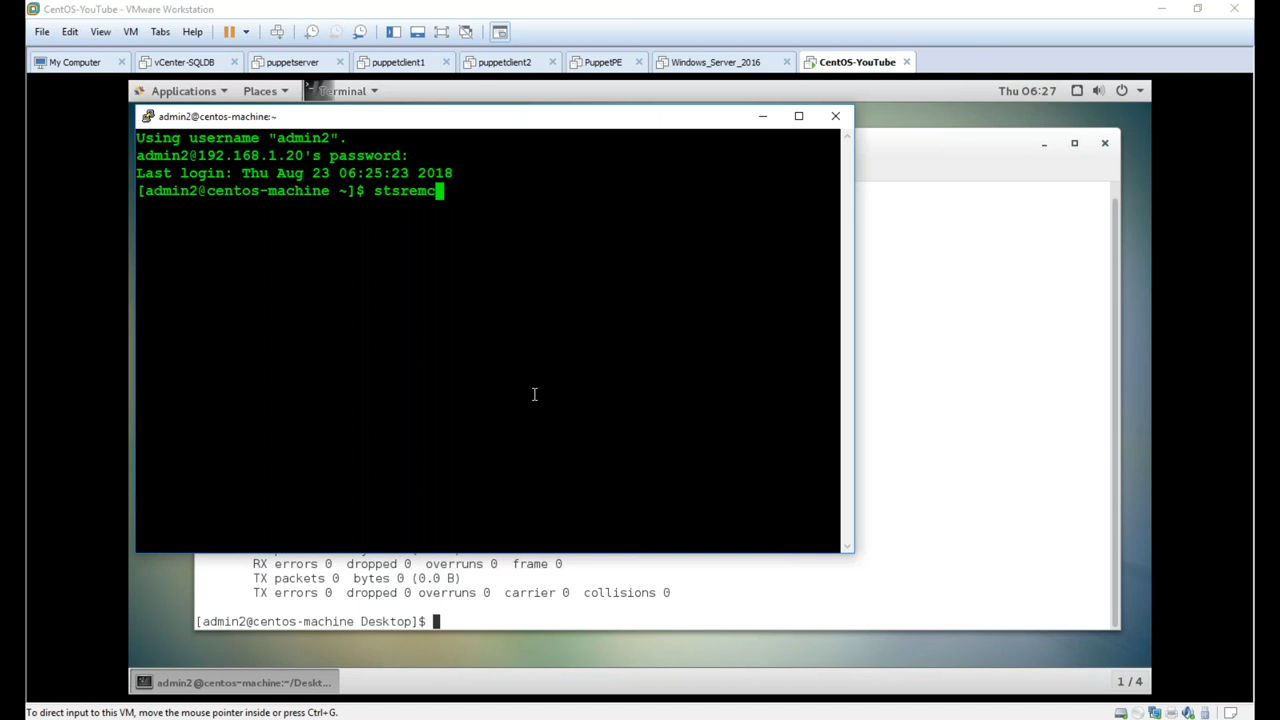 CentOS-YouTube - VMware Workstation
File Edit View VM Tabs Help
My Computer vCenter-SQLDB puppetserver puppetclient1 puppetclient2 PuppetPE Windows_Server_2016 CentOS-YouTube
Applications Places Terminal Thu 06:27
admin2@centos-machine:~
Using username "admin2".
admin2@192.168.1.20's password:
Last login: Thu Aug 23 06:25:23 2018
[admin2@centos-machine ~]$ stsremc
RX errors 0 dropped 0 overruns 0 frame 0
TX packets 0 bytes 0 (0.0 B)
TX errors 0 dropped 0 overruns 0 carrier 0 collisions 0
[admin2@centos-machine Desktop]$
admin2@centos-machine:~/Deskt...
1 / 4
To direct input to this VM, move the mouse pointer inside or press Ctrl+G.